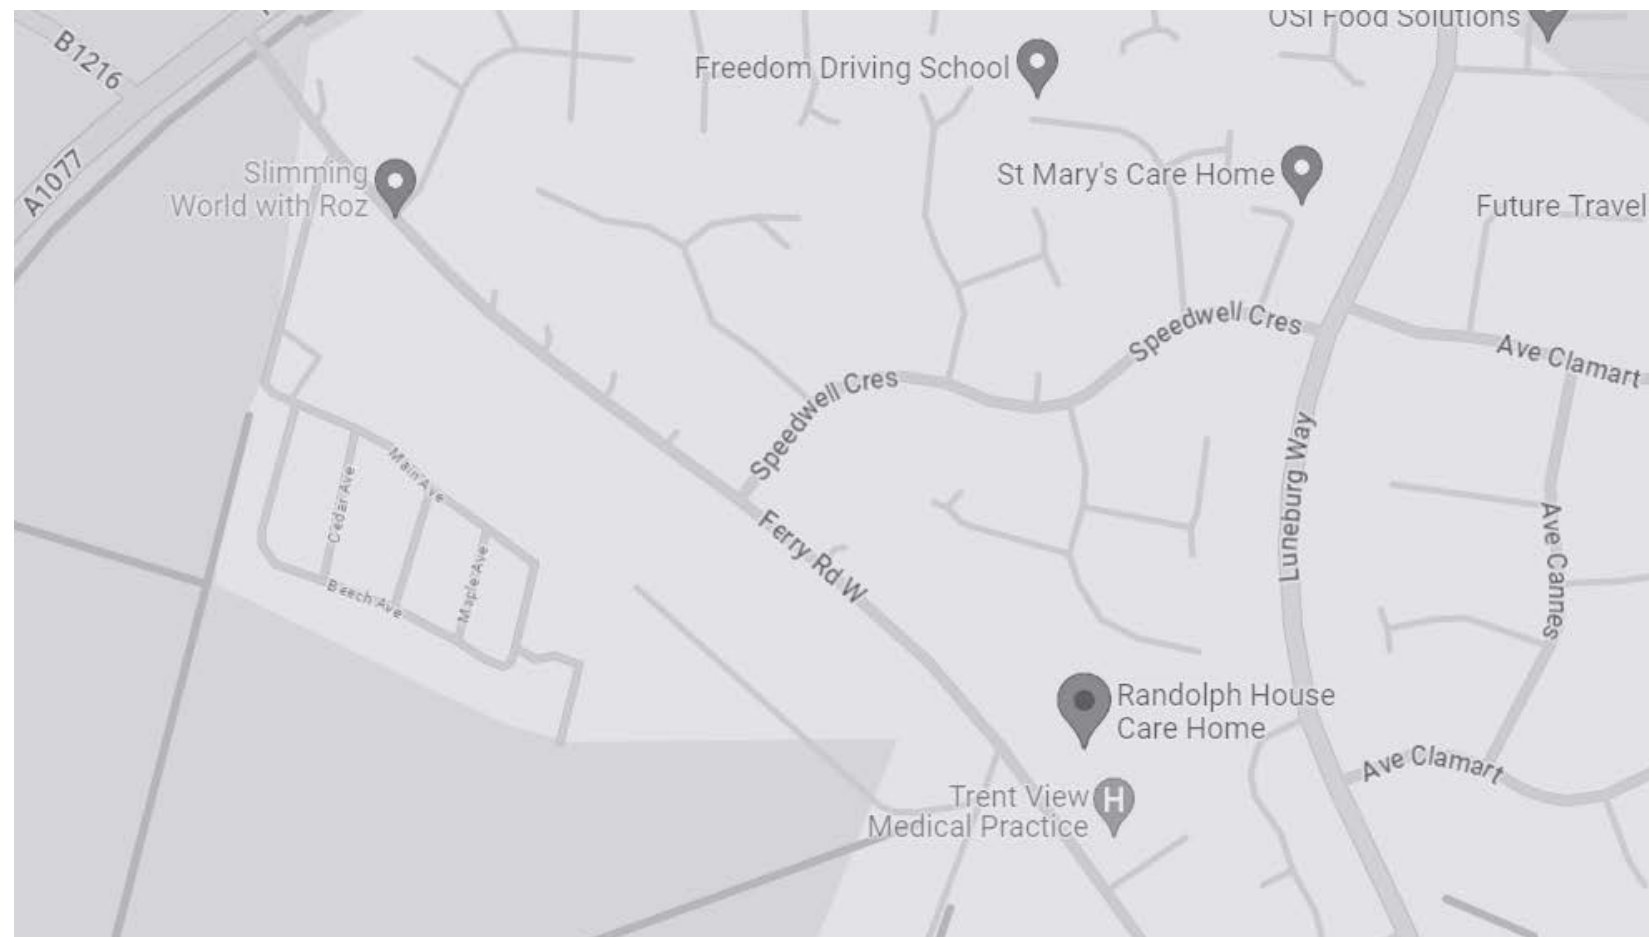 OSI Food Solutions
B1216
Freedom Driving School
A1077
Slimming
World with Roz
St Mary's Care Home
Future Travel
Speedwell Cres
Ave Clamart
Speedwell Cres
Luneburg Way
Main Ave
Cedar Ave
Ferry Rd W
Ave Cannes
Maple Ave
Beech Ave
Randolph House
Care Home
Ave Clamart
Trent View
Medical Practice
H